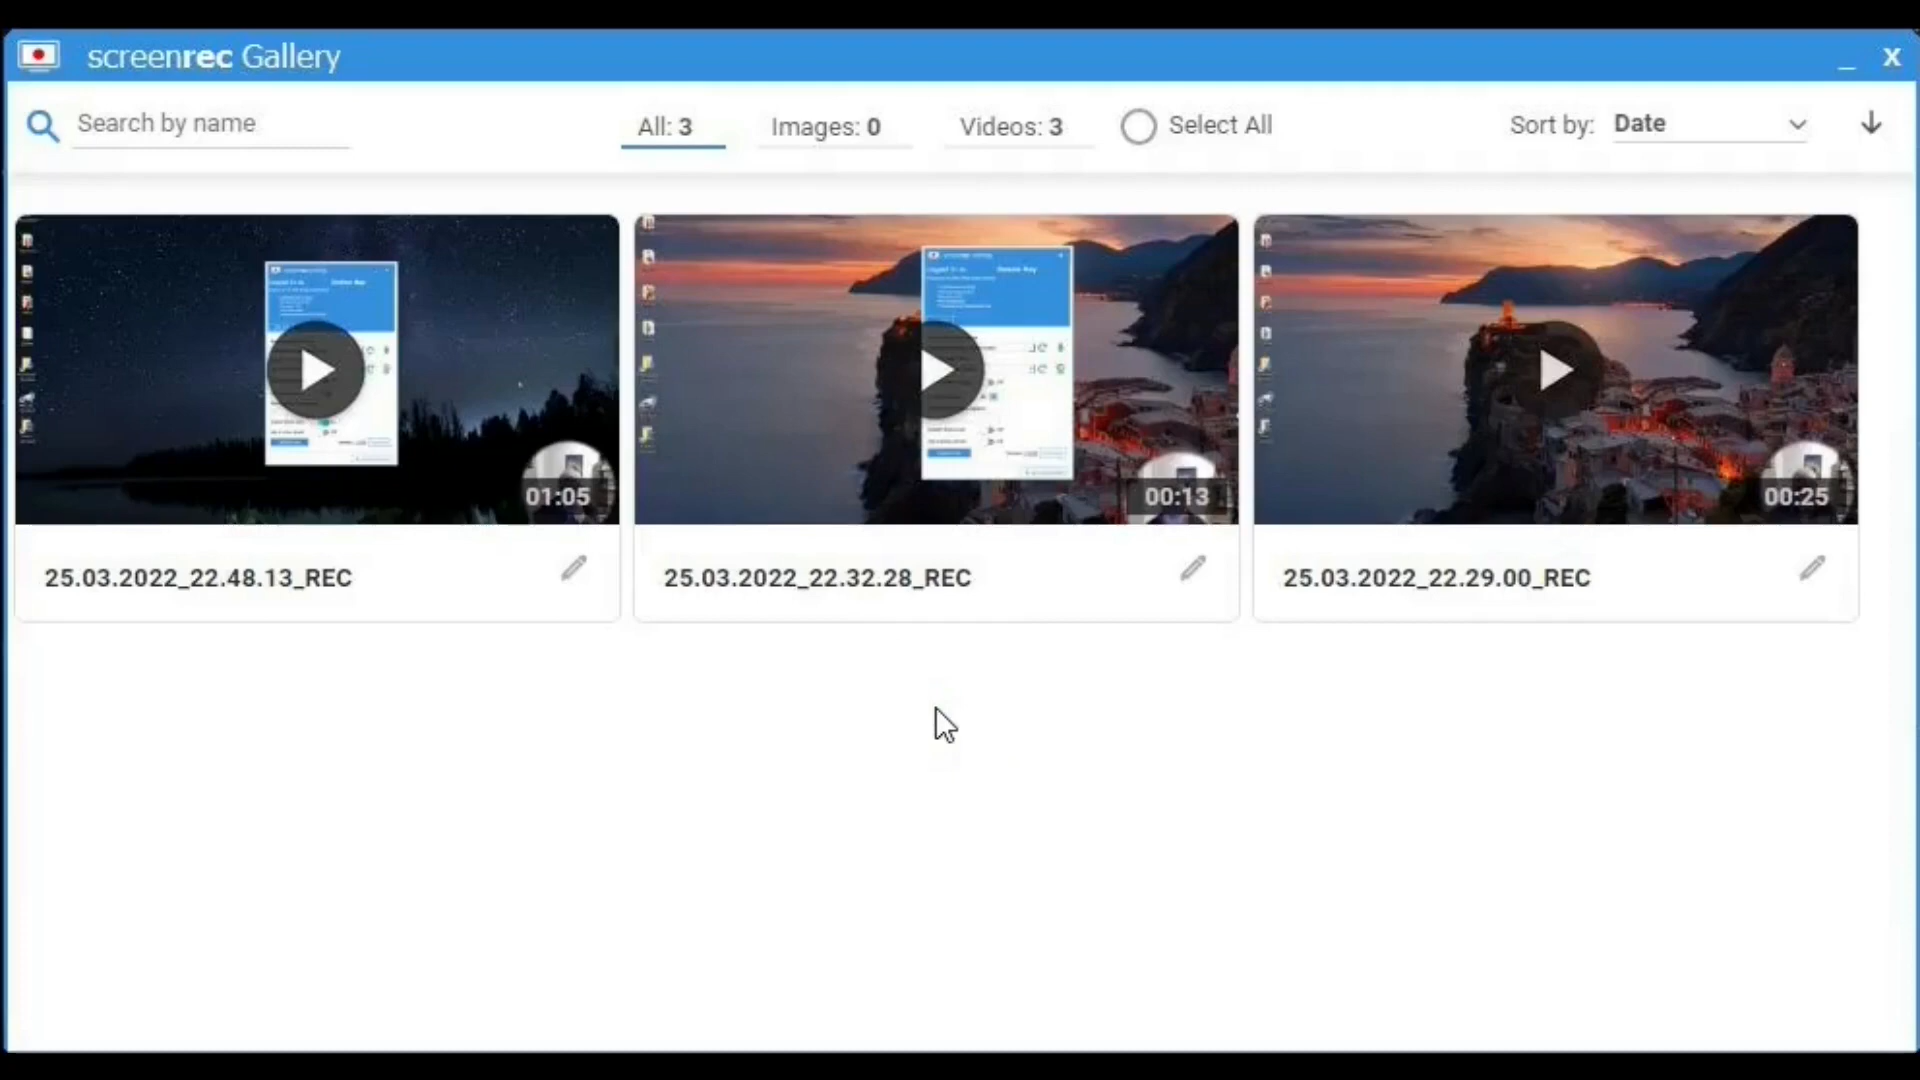 screenrec Gallery
_ X
Search by name
All: 3
Images: 0
Videos: 3
Select All
Sort by: Date
01:05
00:13
00:25
25.03.2022_22.48.13_REC
25.03.2022_22.32.28_REC
25.03.2022_22.29.00_REC